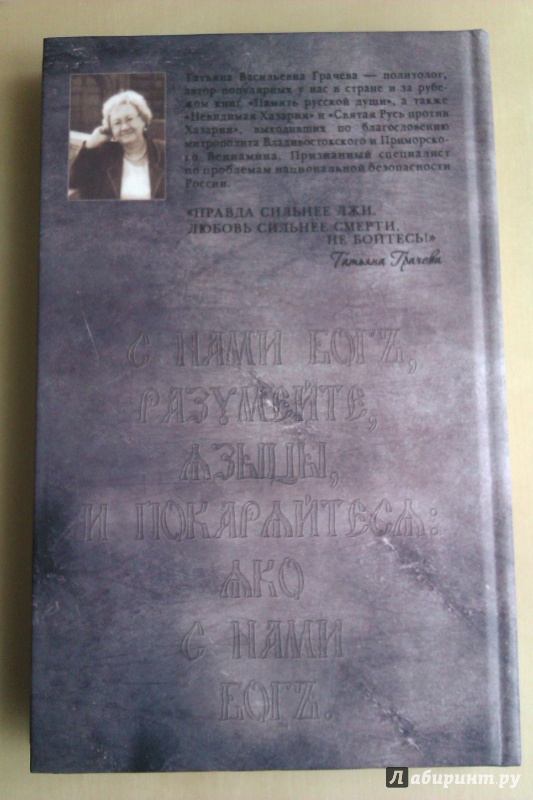 Татьяна Васильевна Грачева — политолог,
автор популярных у нас в стране и за рубе-
жом книг «Память русской души», а также
«Невидимая Хазария» и «Святая Русь против
Хазарии», выходивших по благословению
митрополита Владивостокского и Приморско-
го Вениамина. Признанный специалист
по проблемам национальной безопасности
России.
«ПРАВДА СИЛЬНЕЕ ЛЖИ.
ЛЮБОВЬ СИЛЬНЕЕ СМЕРТИ.
НЕ БОЙТЕСЬ!»
Татьяна Грачева
С НАМИ БОГЪ,
РАЗУМЕЙТЕ,
ѦЗЫЦЫ,
И ПОКАРѦЙТЕСѦ:
ѦКО
С НАМИ
БОГЪ.
Лабиринт.ру